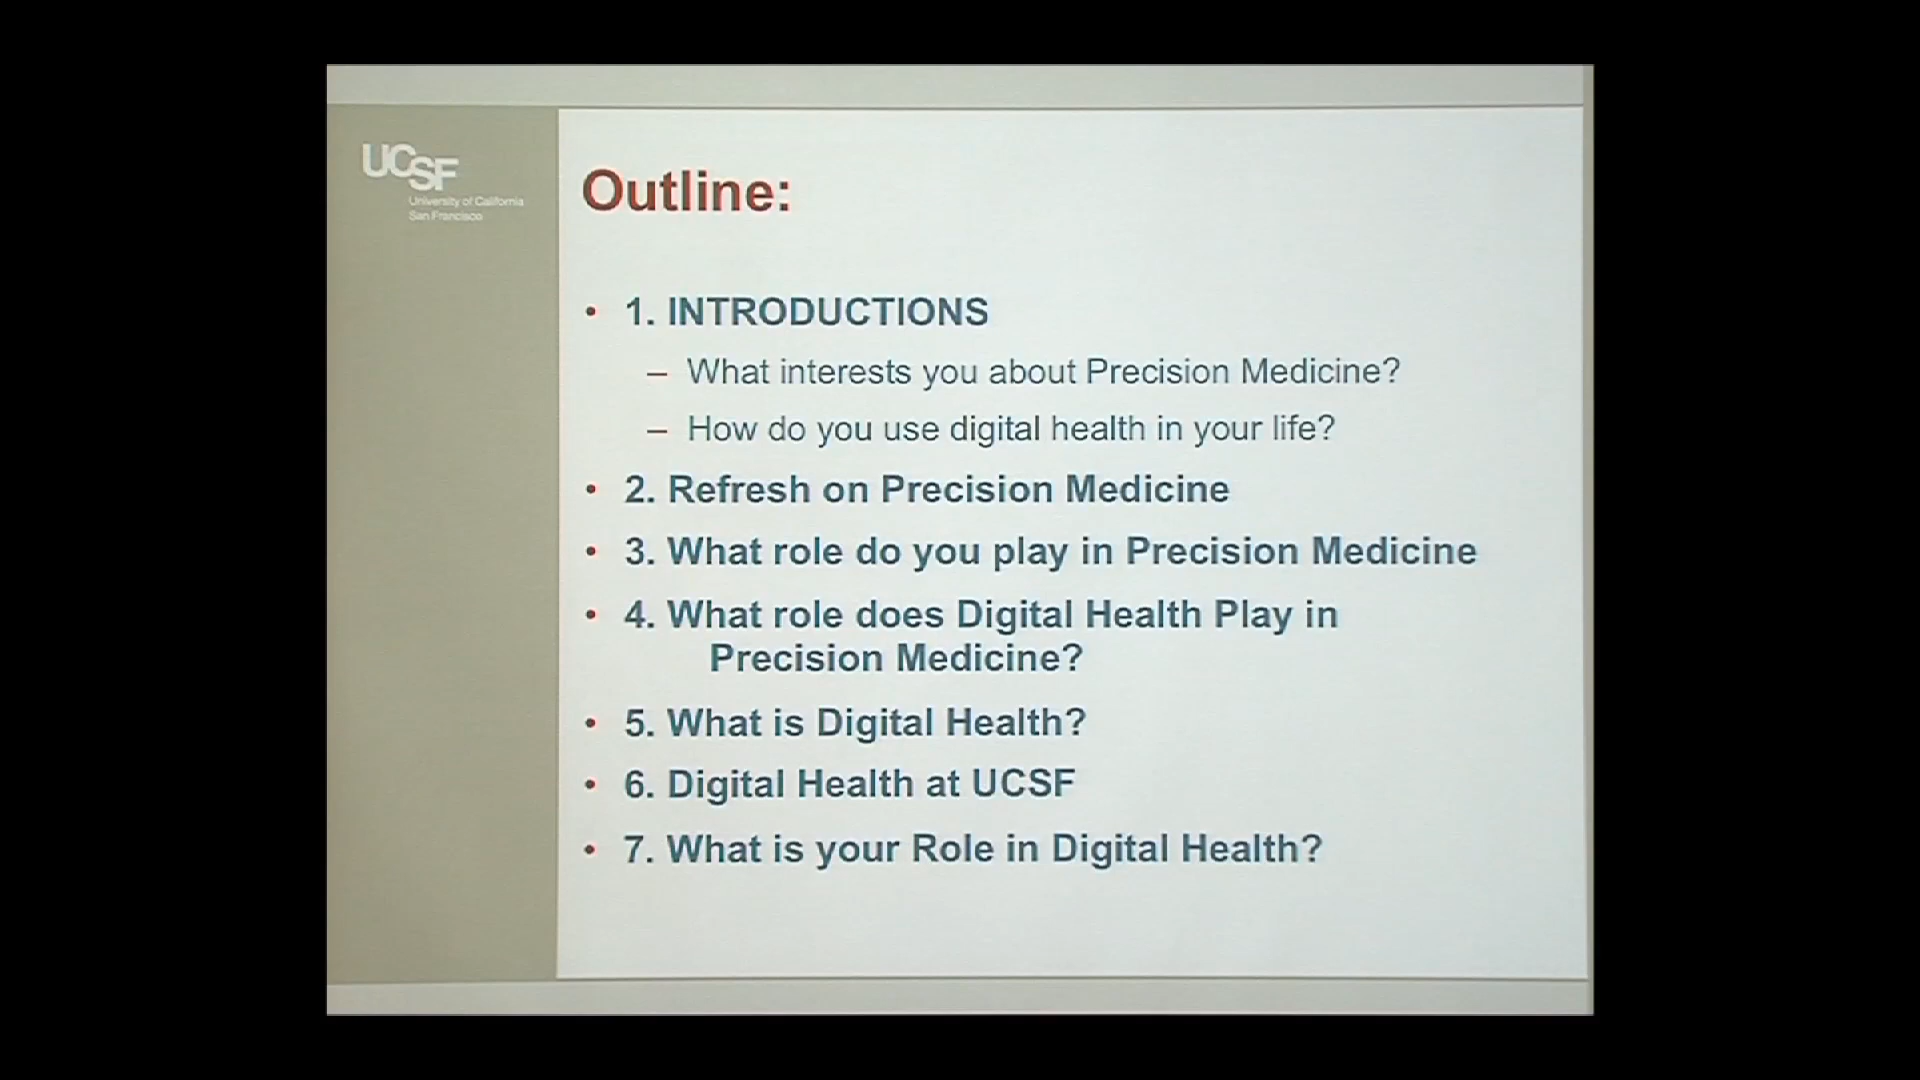 UCSF
University of California
San Francisco
Outline:
• 1. INTRODUCTIONS
– What interests you about Precision Medicine?
– How do you use digital health in your life?
• 2. Refresh on Precision Medicine
• 3. What role do you play in Precision Medicine
• 4. What role does Digital Health Play in
Precision Medicine?
• 5. What is Digital Health?
• 6. Digital Health at UCSF
• 7. What is your Role in Digital Health?